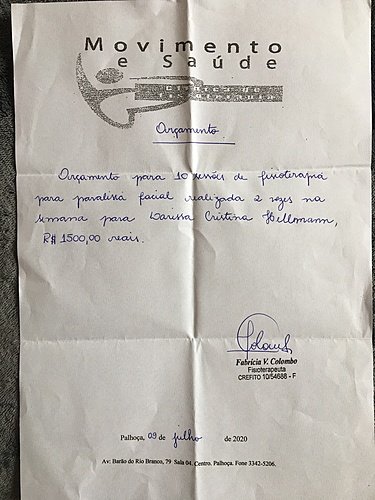 Movimento
e Saúde
Orçamento
Orçamento para 10 sessões de fisioterapia
para paralisia facial realizada 2 vezes na
semana para Larissa Cristina Hellmann,
R$ 1500,00 reais.
Fabrícia V. Colombo
Fisioterapeuta
CREFITO 10/54688 - F
Palhoça, 09 de julho de 2020
Av: Barão do Rio Branco, 79 Sala 04. Centro. Palhoça. Fone 3342-5206.